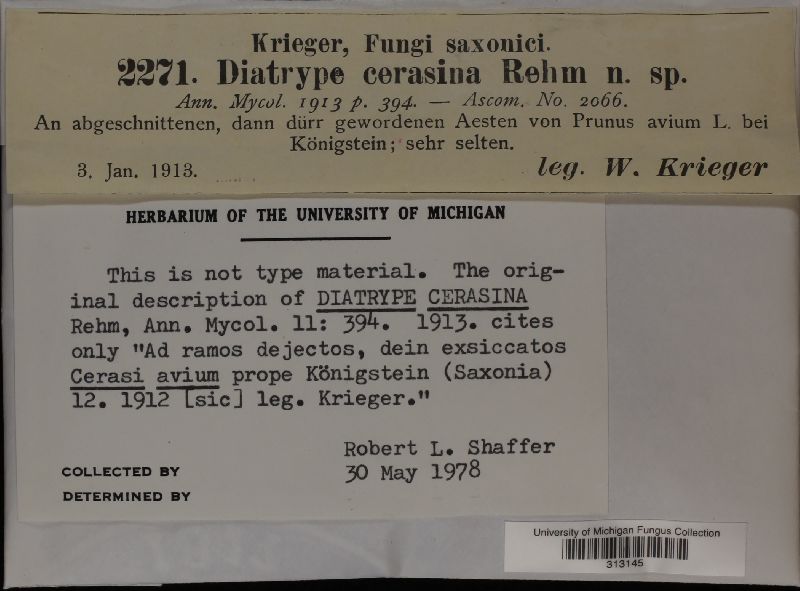 Krieger, Fungi saxonici.
2271. Diatrype cerasina Rehm n. sp.
Ann. Mycol. 1913 p. 394. — Ascom. No. 2066.
An abgeschnittenen, dann dürr gewordenen Aesten von Prunus avium L. bei
Königstein; sehr selten.
3. Jan. 1913. leg. W. Krieger
HERBARIUM OF THE UNIVERSITY OF MICHIGAN
This is not type material. The orig-
inal description of DIATRYPE CERASINA
Rehm, Ann. Mycol. 11: 394. 1913. cites
only "Ad ramos dejectos, dein exsiccatos
Cerasi avium prope Königstein (Saxonia)
12. 1912 [sic] leg. Krieger."
Robert L. Shaffer
COLLECTED BY 30 May 1978
DETERMINED BY
University of Michigan Fungus Collection
313145